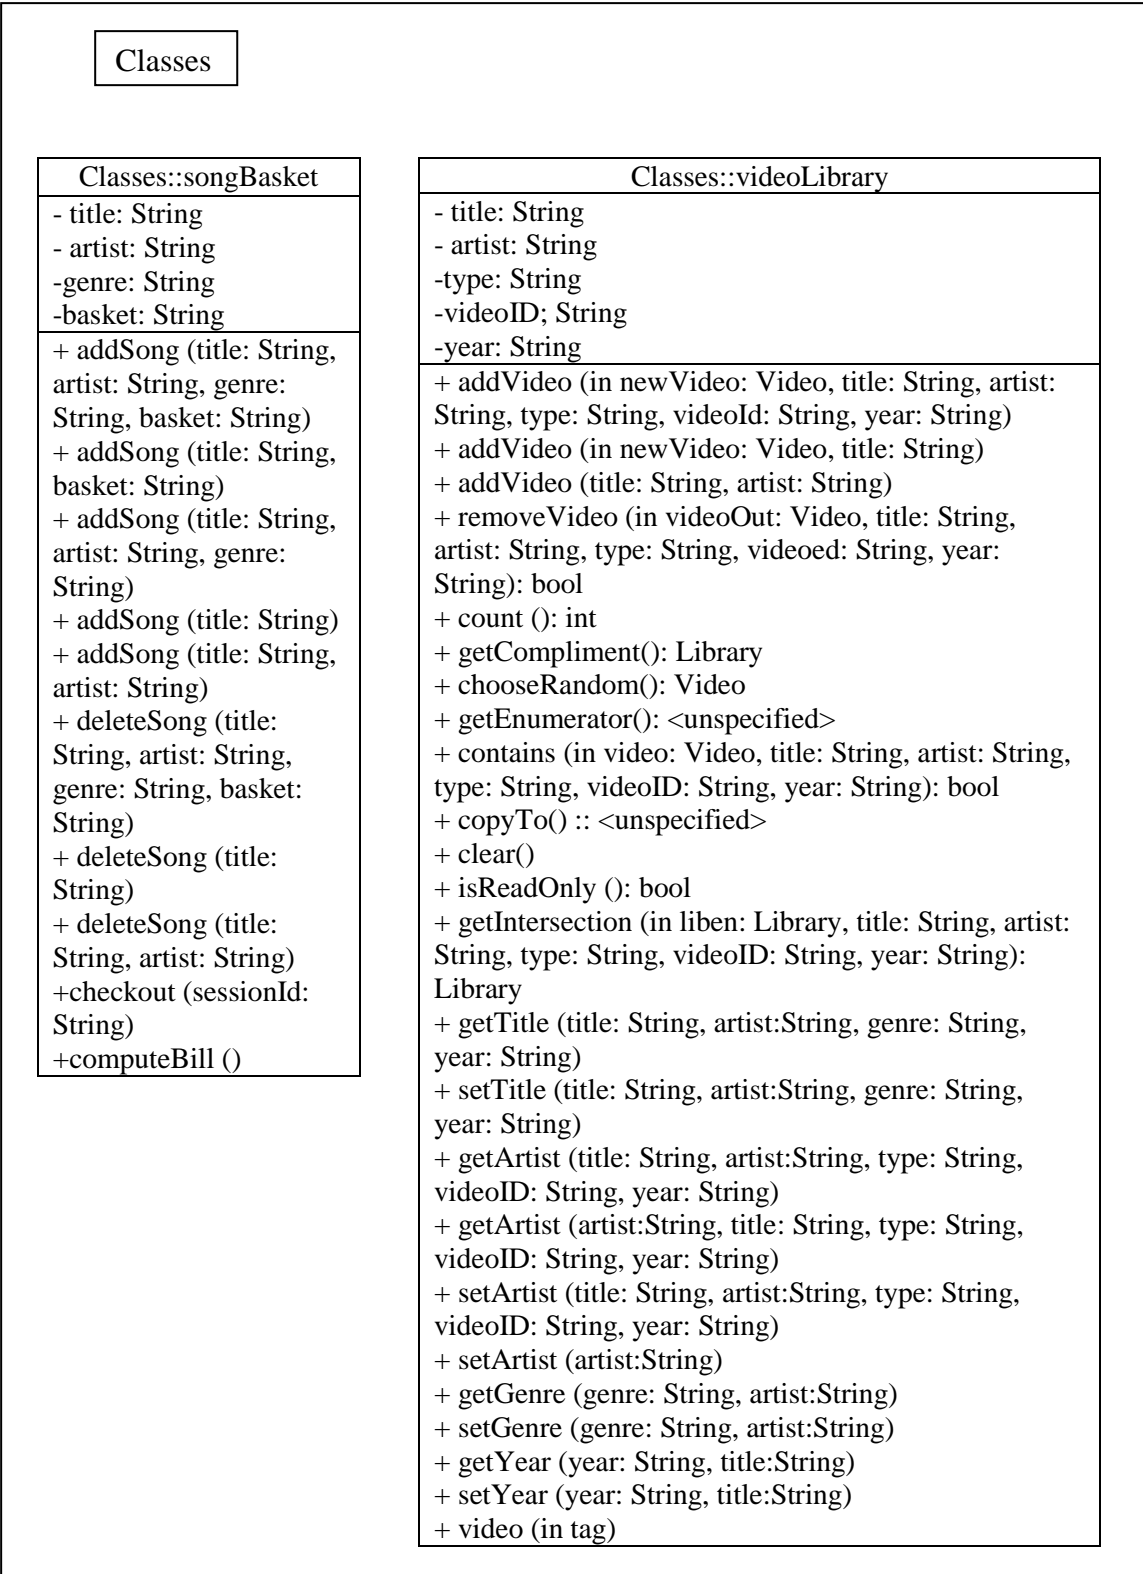 Classes
Classes::songBasket
- title: String
- artist: String
-genre: String
-basket: String
+ addSong (title: String,
artist: String, genre:
String, basket: String)
+ addSong (title: String,
basket: String)
+ addSong (title: String,
artist: String, genre:
String)
+ addSong (title: String)
+ addSong (title: String,
artist: String)
+ deleteSong (title:
String, artist: String,
genre: String, basket:
String)
+ deleteSong (title:
String)
+ deleteSong (title:
String, artist: String)
+checkout (sessionId:
String)
+computeBill ()
Classes::videoLibrary
- title: String
- artist: String
-type: String
-videoID; String
-year: String
+ addVideo (in newVideo: Video, title: String, artist:
String, type: String, videoId: String, year: String)
+ addVideo (in newVideo: Video, title: String)
+ addVideo (title: String, artist: String)
+ removeVideo (in videoOut: Video, title: String,
artist: String, type: String, videoed: String, year:
String): bool
+ count (): int
+ getCompliment(): Library
+ chooseRandom(): Video
+ getEnumerator(): <unspecified>
+ contains (in video: Video, title: String, artist: String,
type: String, videoID: String, year: String): bool
+ copyTo() :: <unspecified>
+ clear()
+ isReadOnly (): bool
+ getIntersection (in liben: Library, title: String, artist:
String, type: String, videoID: String, year: String):
Library
+ getTitle (title: String, artist:String, genre: String,
year: String)
+ setTitle (title: String, artist:String, genre: String,
year: String)
+ getArtist (title: String, artist:String, type: String,
videoID: String, year: String)
+ getArtist (artist:String, title: String, type: String,
videoID: String, year: String)
+ setArtist (title: String, artist:String, type: String,
videoID: String, year: String)
+ setArtist (artist:String)
+ getGenre (genre: String, artist:String)
+ setGenre (genre: String, artist:String)
+ getYear (year: String, title:String)
+ setYear (year: String, title:String)
+ video (in tag)